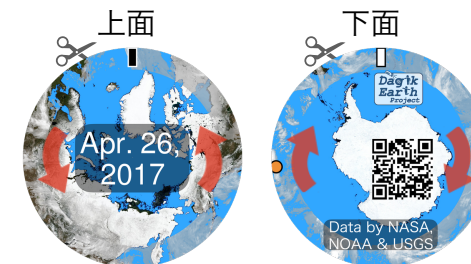 上面
下面
Apr. 26,
2017
Dagik
Earth
Project
Data by NASA,
NOAA & USGS